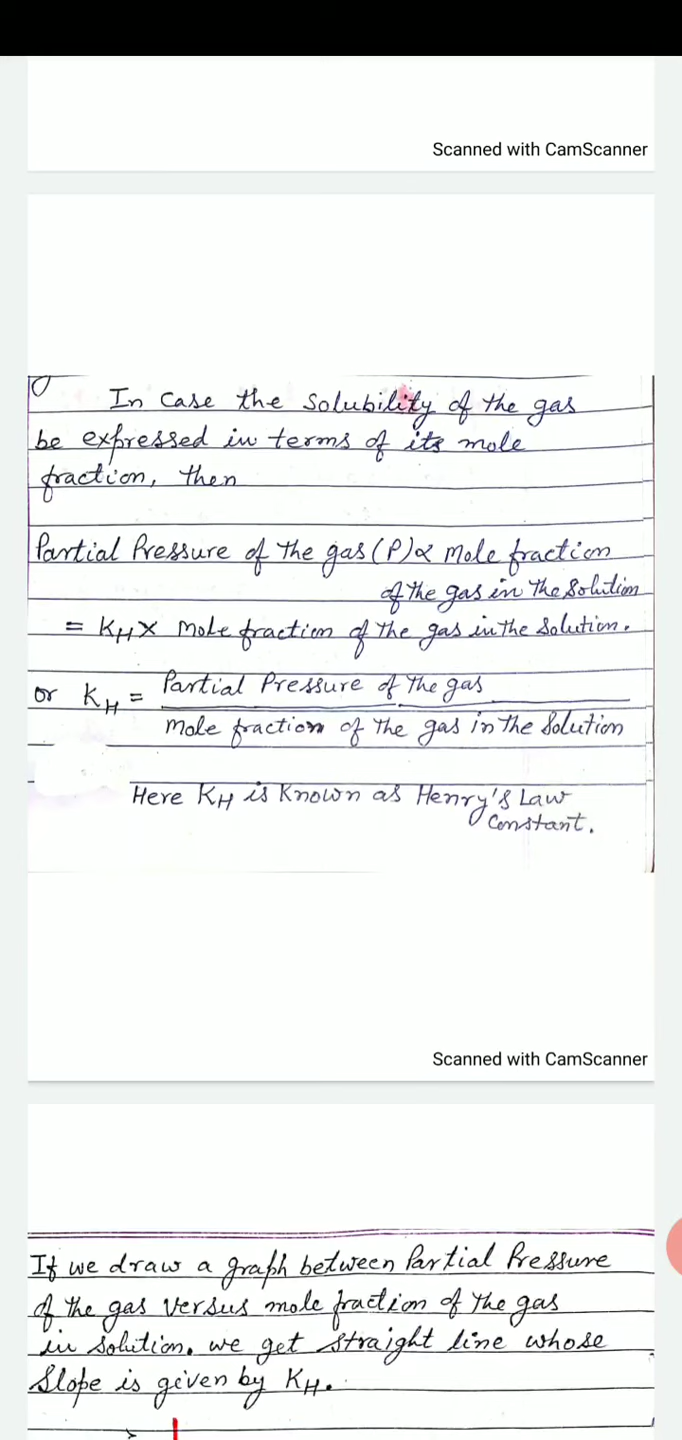 Scanned with CamScanner
In Case the Solubility of the gas
be expressed in terms of its mole
fraction, then
Partial Pressure of the gas (P) ∝ Mole fraction
of the gas in the Solution
= KH × Mole fraction of the gas in the Solution.
or KH = Partial Pressure of the gas
Mole fraction of the gas in the Solution
Here KH is Known as Henry's Law
Constant.
Scanned with CamScanner
If we draw a graph between Partial Pressure
of the gas Versus mole fraction of the gas
in Solution. we get straight line whose
Slope is given by KH.